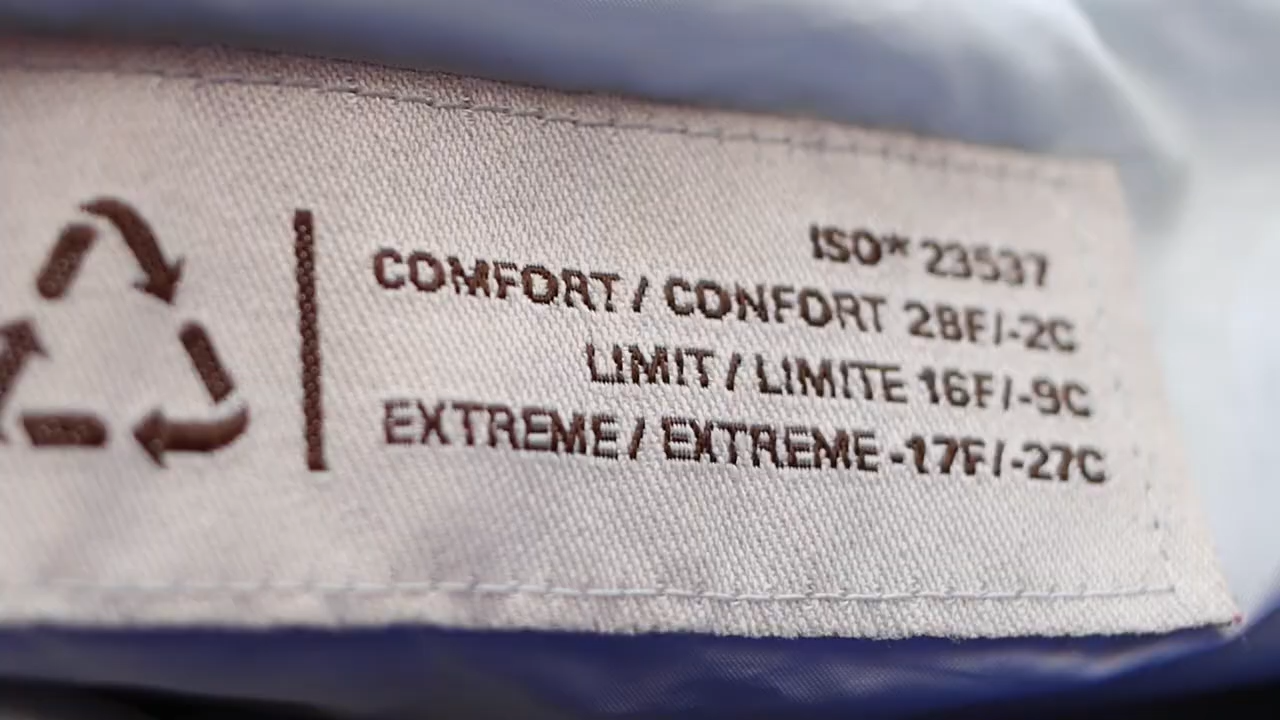 ISO* 23537
COMFORT / CONFORT 28F/-2C
LIMIT / LIMITE 16F/-9C
EXTREME / EXTREME -17F/-27C